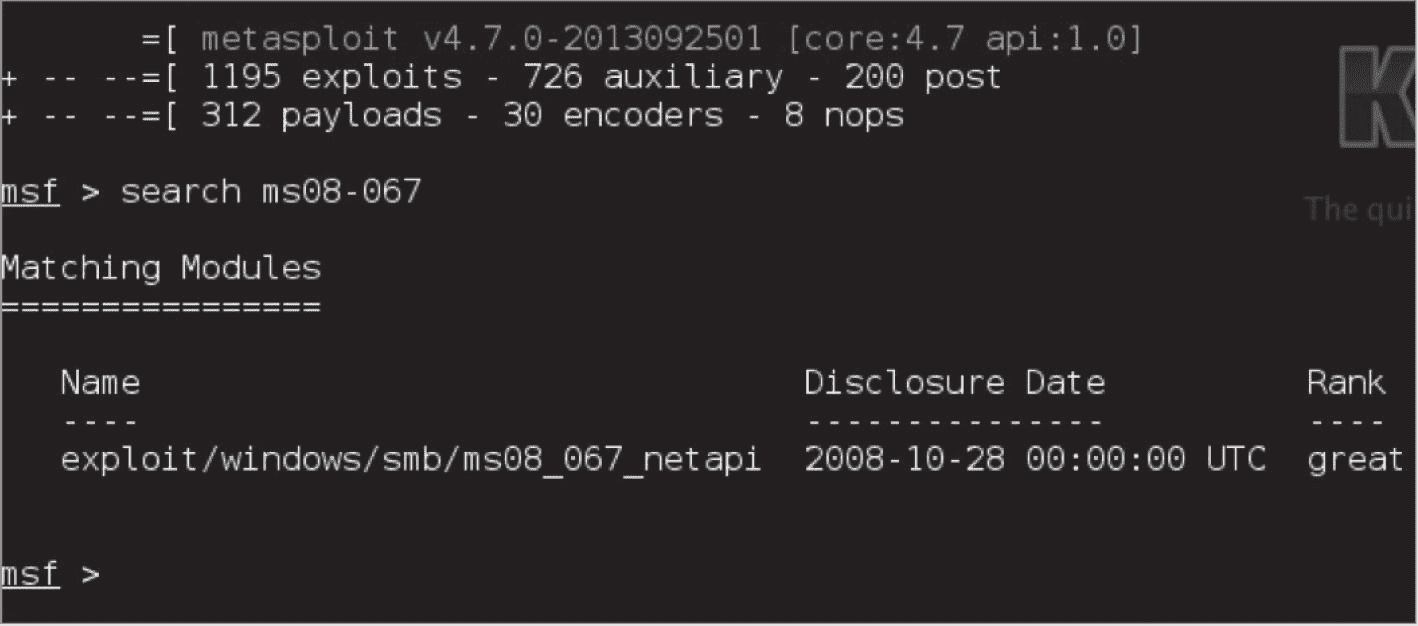 =[ metasploit v4.7.0-2013092501 [core:4.7 api:1.0]
+ -- --=[ 1195 exploits - 726 auxiliary - 200 post
+ -- --=[ 312 payloads - 30 encoders - 8 nops
K
msf > search ms08-067
The qui
Matching Modules
================
Name Disclosure Date Rank
---- --------------- ----
exploit/windows/smb/ms08_067_netapi 2008-10-28 00:00:00 UTC great
msf >